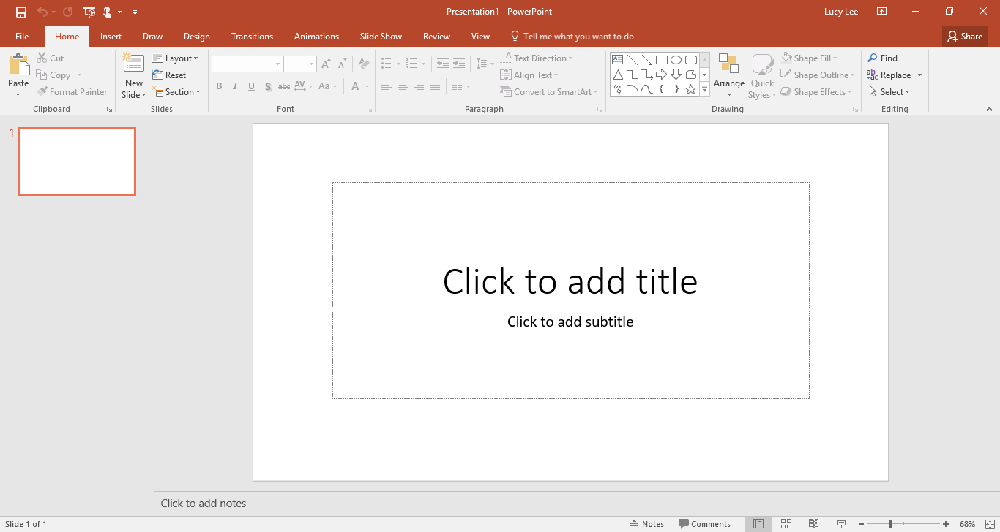 Presentation1 - PowerPoint
Lucy Lee
File Home Insert Draw Design Transitions Animations Slide Show Review View Tell me what you want to do Share
Paste
Cut
Copy
Format Painter
Clipboard
New
Slide
Layout
Reset
Section
Slides
B I U S abc AV Aa A
A A
Font
Text Direction
Align Text
Convert to SmartArt
Paragraph
Arrange
Quick
Styles
Shape Fill
Shape Outline
Shape Effects
Drawing
Find
Replace
Select
Editing
1
Click to add title
Click to add subtitle
Click to add notes
Slide 1 of 1
Notes Comments 68%